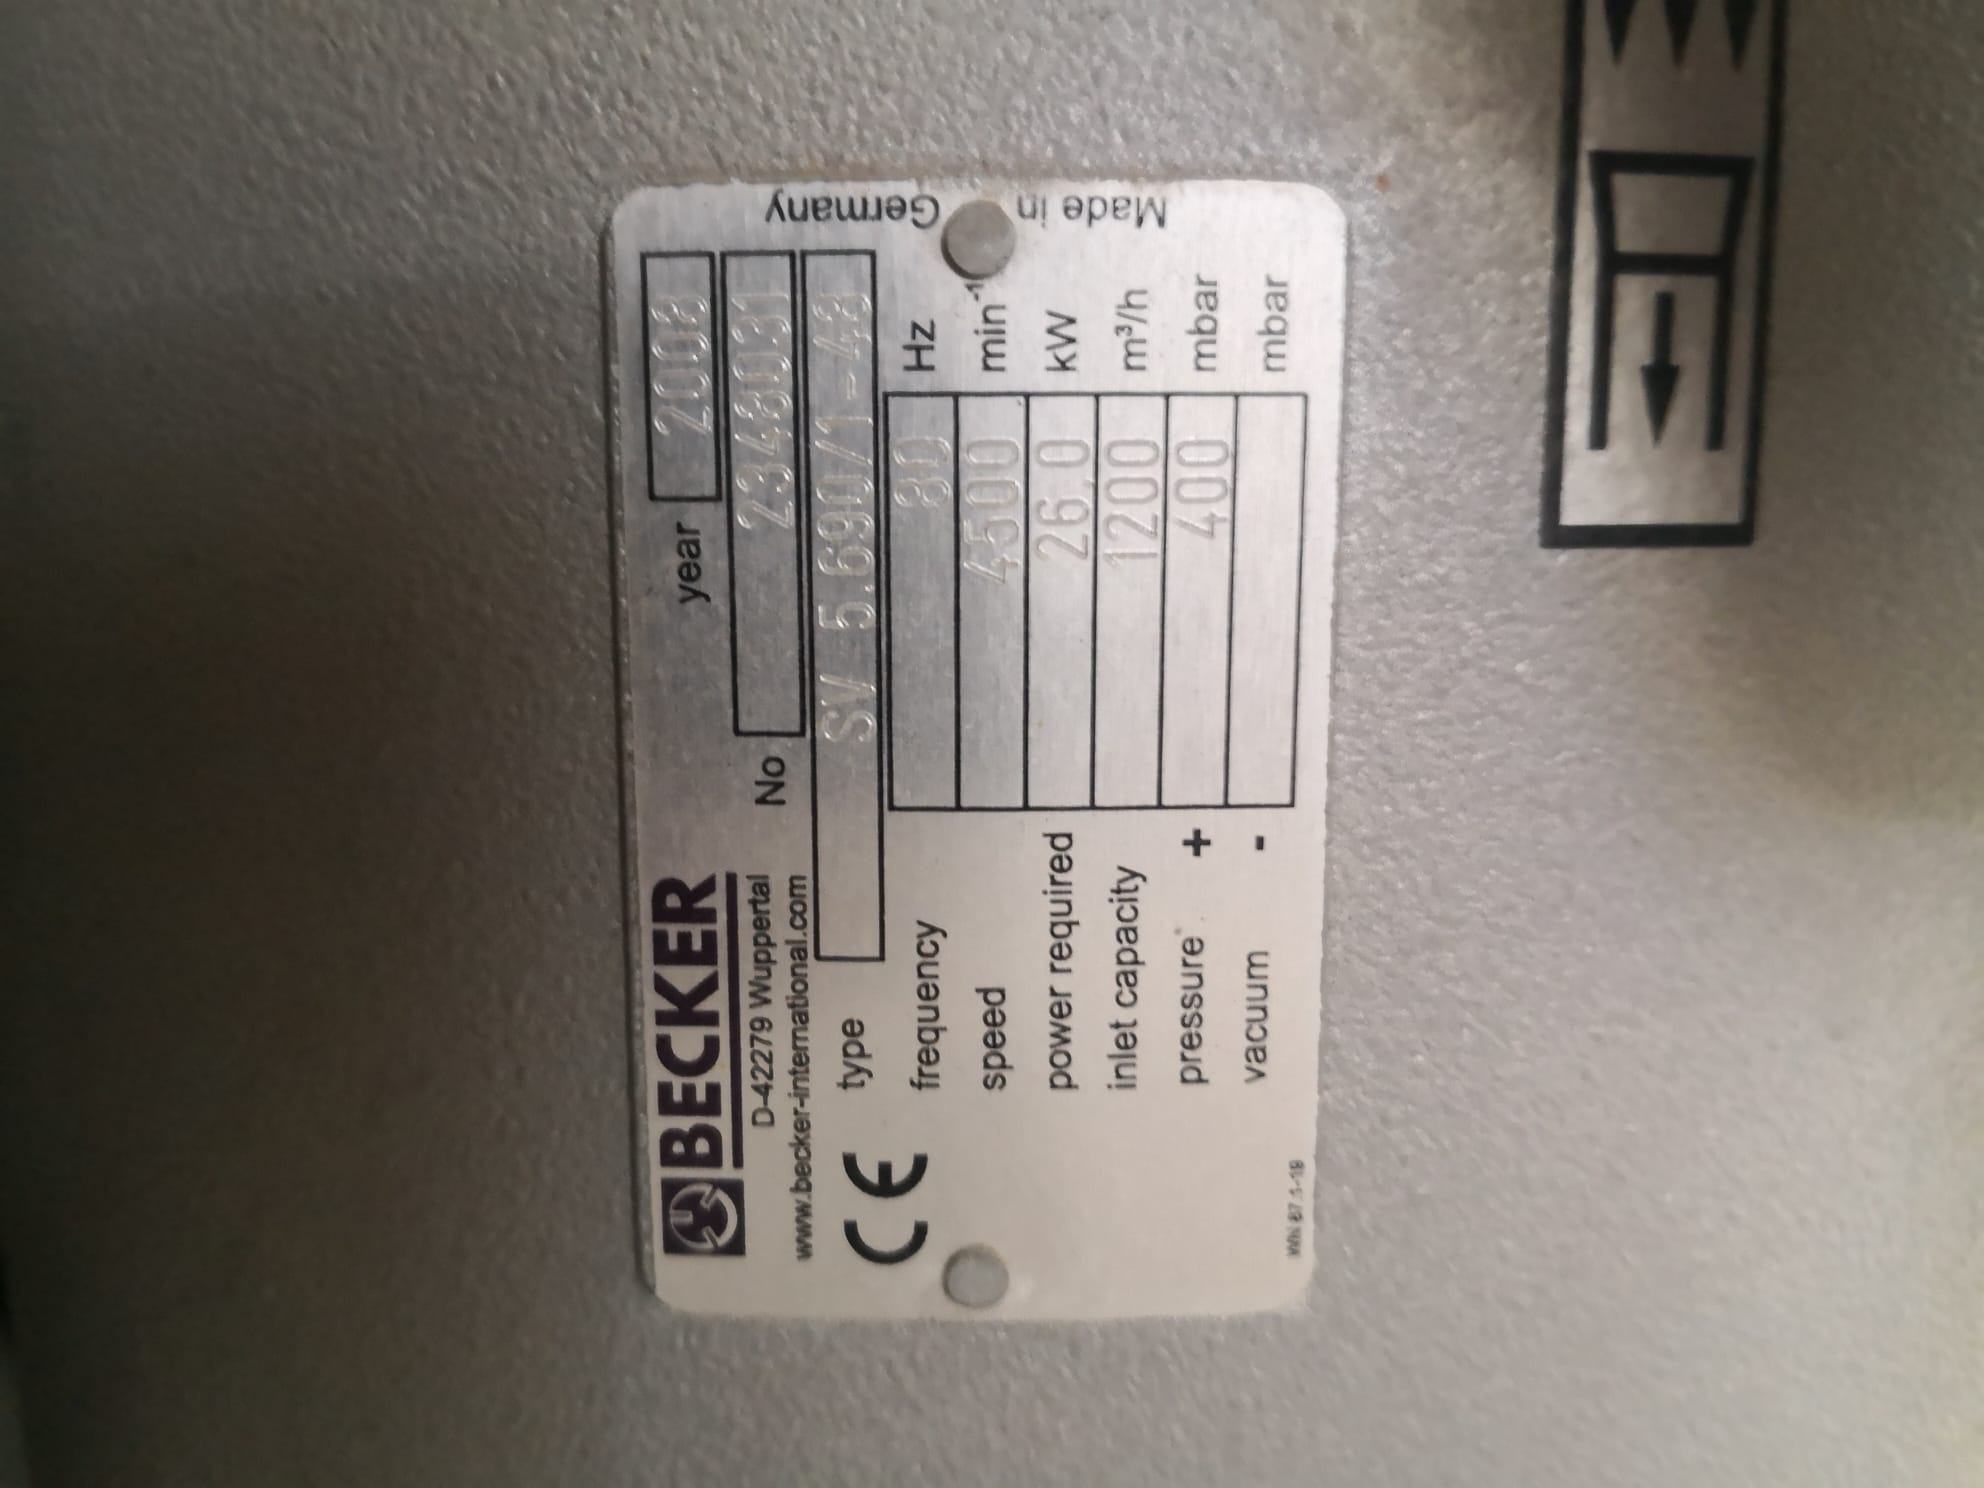 BECKER
D-42279 Wuppertal
www.becker-international.com
year 2008
No 2348031
type SV 5.690/1-48
frequency 80 Hz
speed 4500 min⁻¹
power required 26,0 kW
inlet capacity 1200 m³/h
pressure + 400 mbar
vacuum - mbar
CE
Made in Germany